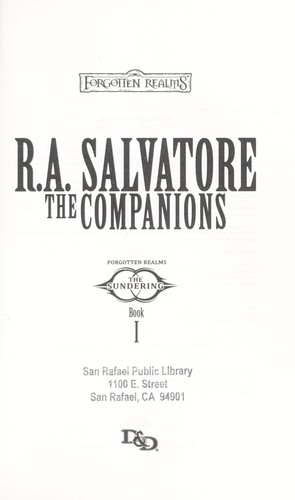 FORGOTTEN REALMS®
R.A. SALVATORE
THE COMPANIONS
FORGOTTEN REALMS
THE
SUNDERING
Book
I
San Rafael Public Library
1100 E. Street
San Rafael, CA 94901
D&D